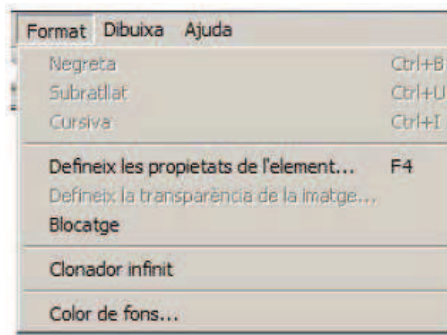 Format Dibuixa Ajuda
Negreta Ctrl+B
Subratllat Ctrl+U
Cursiva Ctrl+I
Defineix les propietats de l'element... F4
Defineix la transparència de la imatge...
Blocatge
Clonador infinit
Color de fons...